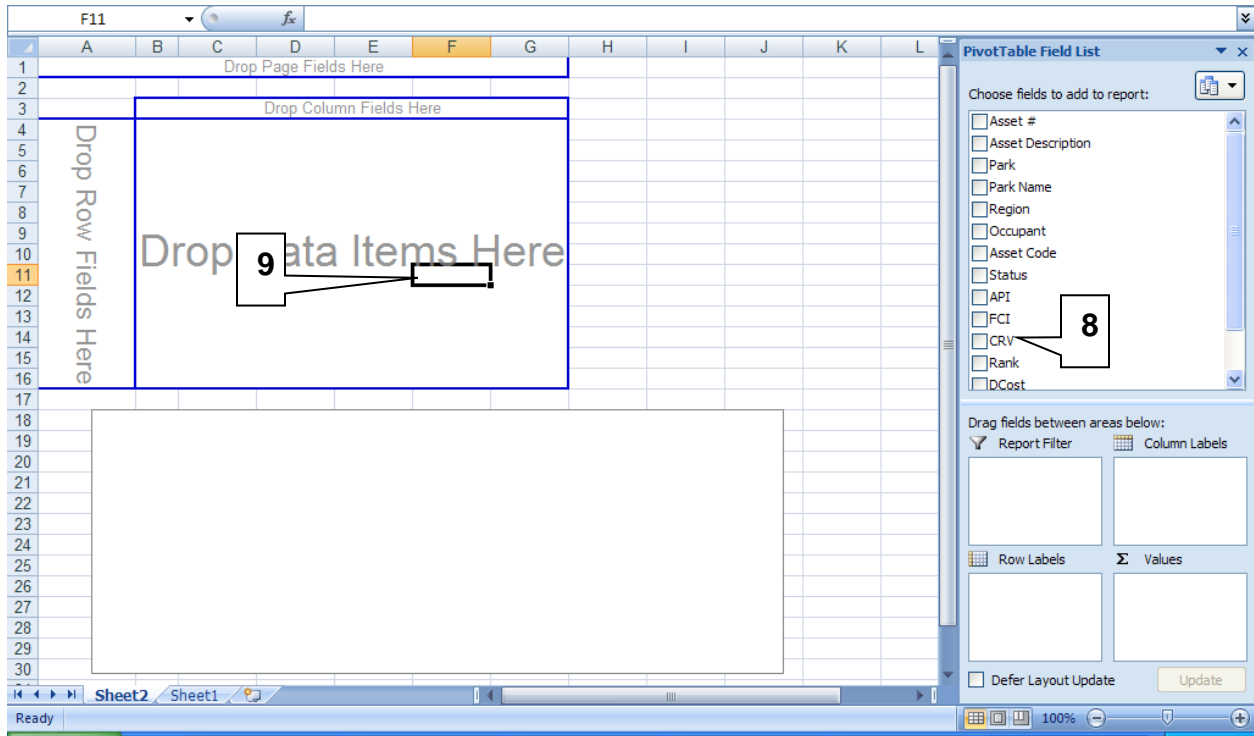 F11 fx
A B C D E F G H I J K L
1 Drop Page Fields Here
2
3 Drop Column Fields Here
4
5
6
7
8
9
10
11
12
13
14
15
16
Drop Row Fields Here
Drop ata Items Here
9
17
18
19
20
21
22
23
24
25
26
27
28
29
30
Sheet2 Sheet1
Ready
PivotTable Field List
Choose fields to add to report:
Asset #
Asset Description
Park
Park Name
Region
Occupant
Asset Code
Status
API
FCI
CRV
8
Rank
DCost
Drag fields between areas below:
Report Filter Column Labels
Row Labels Σ Values
Defer Layout Update Update
100%